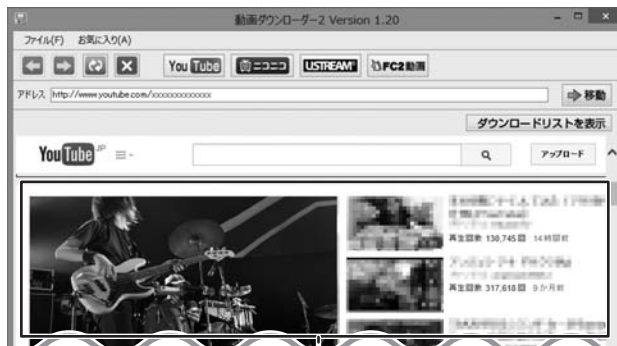 動画ダウンローダー2 Version 1.20
ファイル(F) お気に入り(A)
You Tube ニコニコ USTREAM FC2動画
アドレス http://www.youtube.com/xxxxxxxxxxxxx 移動
ダウンロードリストを表示
You Tube JP アップロード
再生回数 130,745 回 14 時間前
再生回数 317,618 回 9 か月前